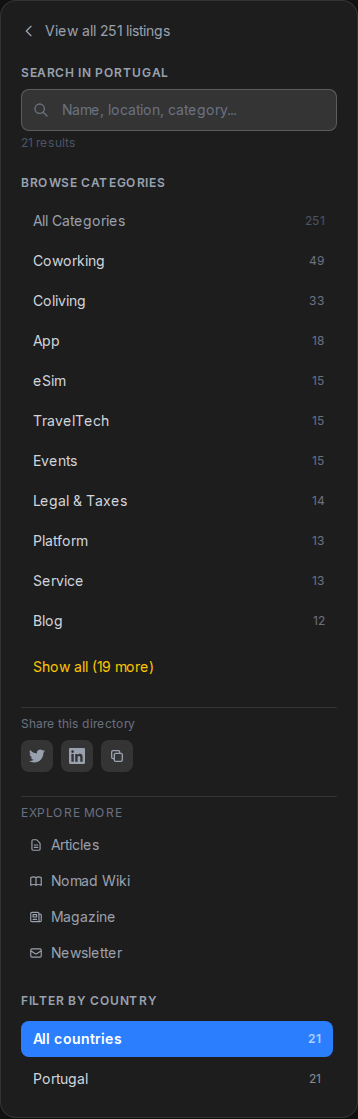 View all 251 listings
SEARCH IN PORTUGAL
Name, location, category...
21 results
BROWSE CATEGORIES
All Categories 251
Coworking 49
Coliving 33
App 18
eSim 15
TravelTech 15
Events 15
Legal & Taxes 14
Platform 13
Service 13
Blog 12
Show all (19 more)
Share this directory
EXPLORE MORE
Articles
Nomad Wiki
Magazine
Newsletter
FILTER BY COUNTRY
All countries 21
Portugal 21